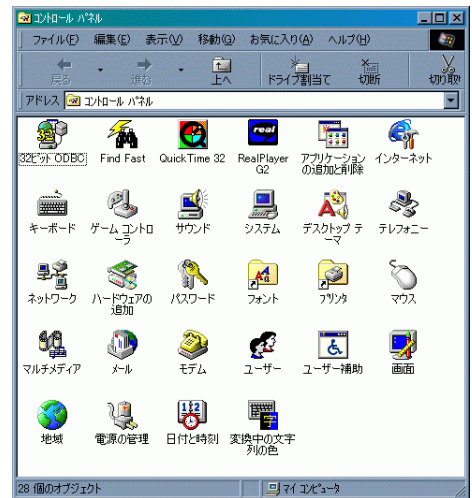 コントロール パネル
ファイル(F) 編集(E) 表示(V) 移動(G) お気に入り(A) ヘルプ(H)
戻る 進む 上へ ドライブ割当て 切断 切り取り
アドレス コントロール パネル
32ビット ODBC Find Fast QuickTime 32 RealPlayer アプリケーション インターネット
G2 の追加と削除
キーボード ゲーム コントロ サウンド システム デスクトップ テ テレフォニー
ーラ ーマ
ネットワーク ハードウェアの パスワード フォント プリンタ マウス
追加
マルチメディア メール モデム ユーザー ユーザー補助 画面
地域 電源の管理 日付と時刻 変換中の文字
列の色
28 個のオブジェクト マイ コンピュータ